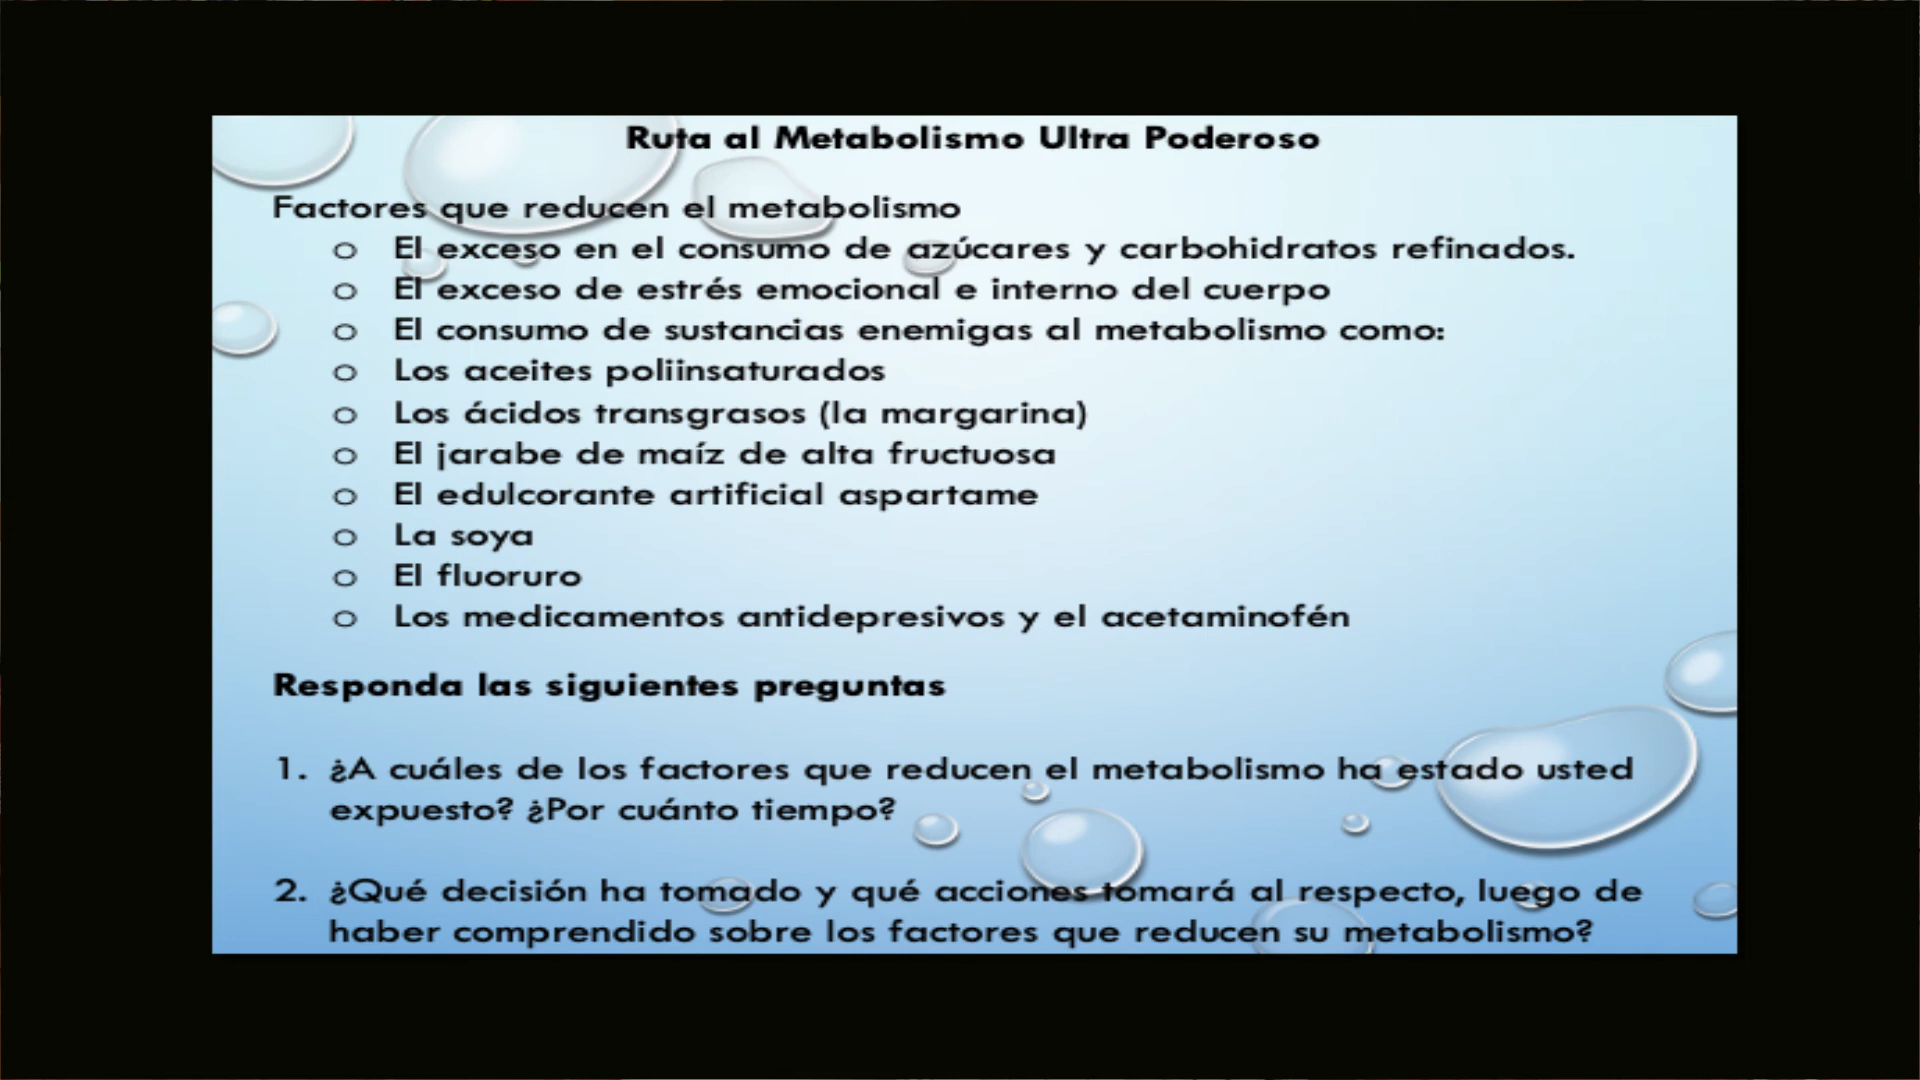 Ruta al Metabolismo Ultra Poderoso
Factores que reducen el metabolismo
o El exceso en el consumo de azúcares y carbohidratos refinados.
o El exceso de estrés emocional e interno del cuerpo
o El consumo de sustancias enemigas al metabolismo como:
o Los aceites poliinsaturados
o Los ácidos transgrasos (la margarina)
o El jarabe de maíz de alta fructuosa
o El edulcorante artificial aspartame
o La soya
o El fluoruro
o Los medicamentos antidepresivos y el acetaminofén
Responda las siguientes preguntas
1. ¿A cuáles de los factores que reducen el metabolismo ha estado usted
expuesto? ¿Por cuánto tiempo?
2. ¿Qué decisión ha tomado y qué acciones tomará al respecto, luego de
haber comprendido sobre los factores que reducen su metabolismo?